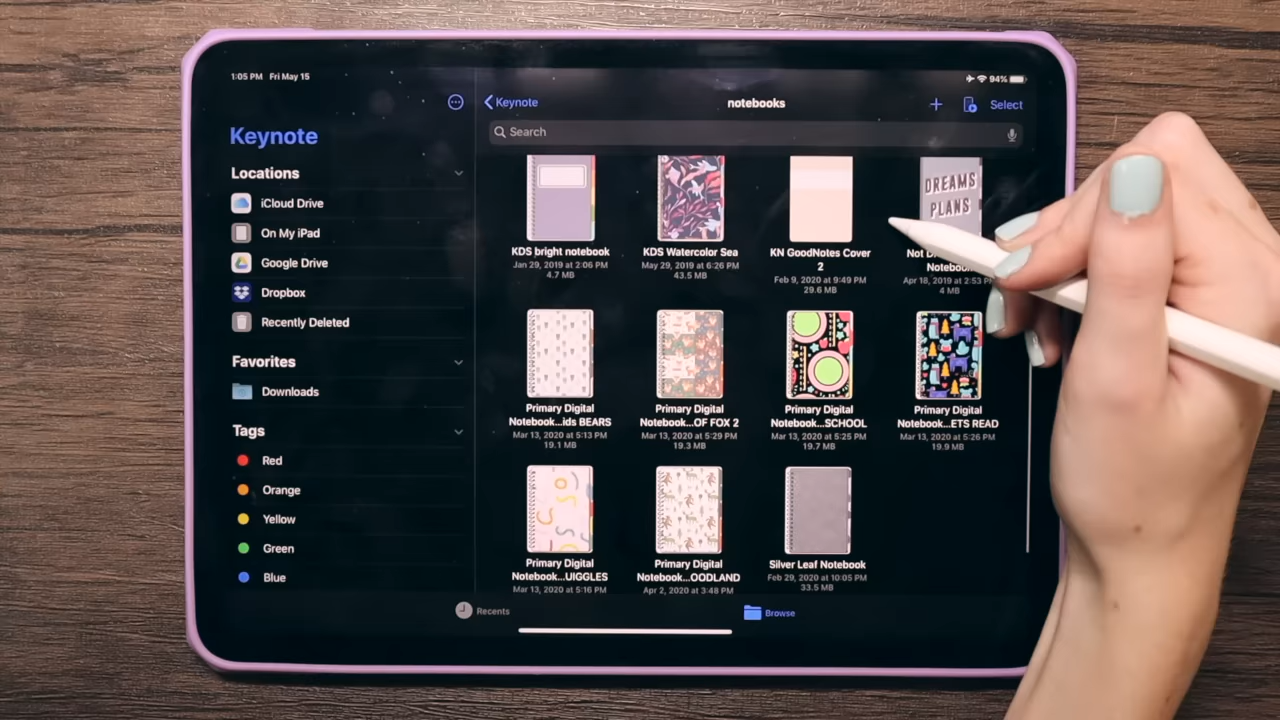 1:05 PM Fri May 15
94%
Keynote
Locations
iCloud Drive
On My iPad
Google Drive
Dropbox
Recently Deleted
Favorites
Downloads
Tags
Red
Orange
Yellow
Green
Blue
Keynote
notebooks
Select
Search
DREAMS
PLANS
KDS bright notebook
Jan 29, 2019 at 2:06 PM
4.7 MB
KDS Watercolor Sea
May 29, 2019 at 6:26 PM
43.5 MB
KN GoodNotes Cover
2
Feb 9, 2020 at 9:49 PM
29.6 MB
Not
Apr 18, 2019 at 2:53
4 MB
Primary Digital
Notebook...ids BEARS
Mar 13, 2020 at 5:13 PM
19.1 MB
Primary Digital
Notebook...OF FOX 2
Mar 13, 2020 at 5:29 PM
19.3 MB
Primary Digital
Notebook...SCHOOL
Mar 13, 2020 at 5:25 PM
19.7 MB
Primary Digital
Notebook...ETS READ
Mar 13, 2020 at 5:26 PM
19.9 MB
Primary Digital
Notebook...UIGGLES
Mar 13, 2020 at 5:16 PM
Primary Digital
Notebook...OODLAND
Apr 2, 2020 at 3:48 PM
Silver Leaf Notebook
Feb 29, 2020 at 10:05 PM
33.5 MB
Recents
Browse